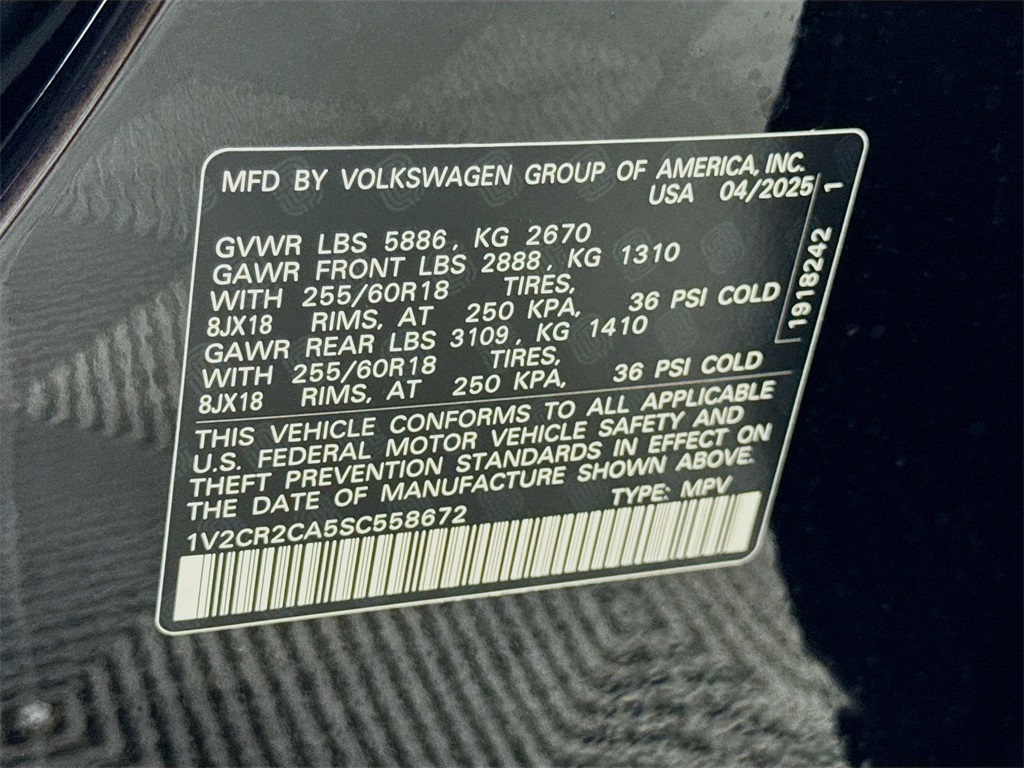 MFD BY VOLKSWAGEN GROUP OF AMERICA, INC.
USA 04/2025
1
1918242
GVWR LBS 5886, KG 2670
GAWR FRONT LBS 2888, KG 1310
WITH 255/60R18 TIRES,
8JX18 RIMS, AT 250 KPA, 36 PSI COLD
GAWR REAR LBS 3109, KG 1410
WITH 255/60R18 TIRES,
8JX18 RIMS, AT 250 KPA, 36 PSI COLD
THIS VEHICLE CONFORMS TO ALL APPLICABLE
U.S. FEDERAL MOTOR VEHICLE SAFETY AND
THEFT PREVENTION STANDARDS IN EFFECT ON
THE DATE OF MANUFACTURE SHOWN ABOVE.
TYPE: MPV
1V2CR2CA5SC558672